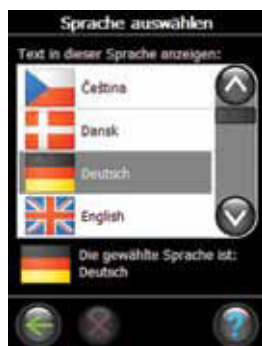 Sprache auswählen
Text in dieser Sprache anzeigen:
Čeština
Dansk
Deutsch
English
Die gewählte Sprache ist:
Deutsch
?